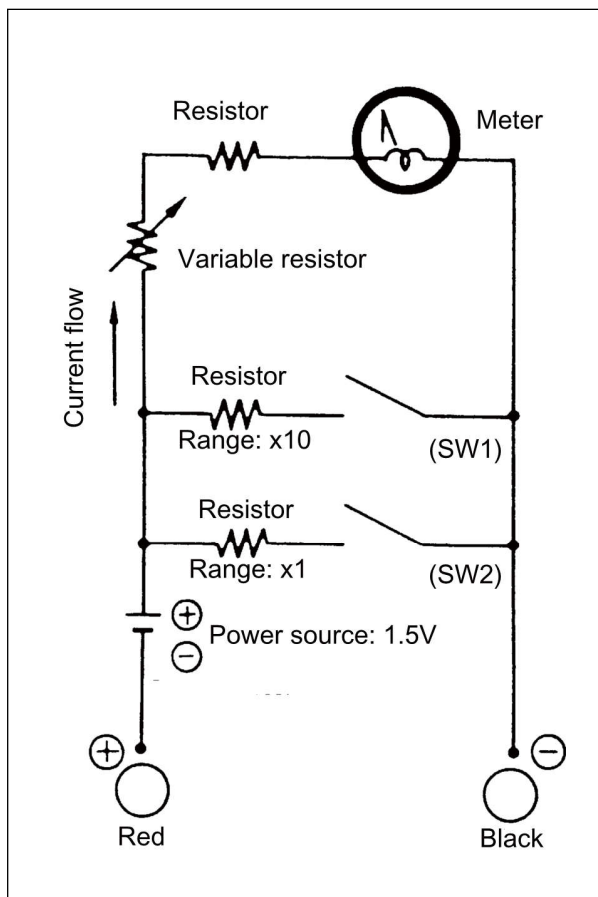 Resistor
Meter
Variable resistor
Current flow
Resistor
Range: x10
(SW1)
Resistor
Range: x1
(SW2)
+
Power source: 1.5V
−
+
−
Red
Black